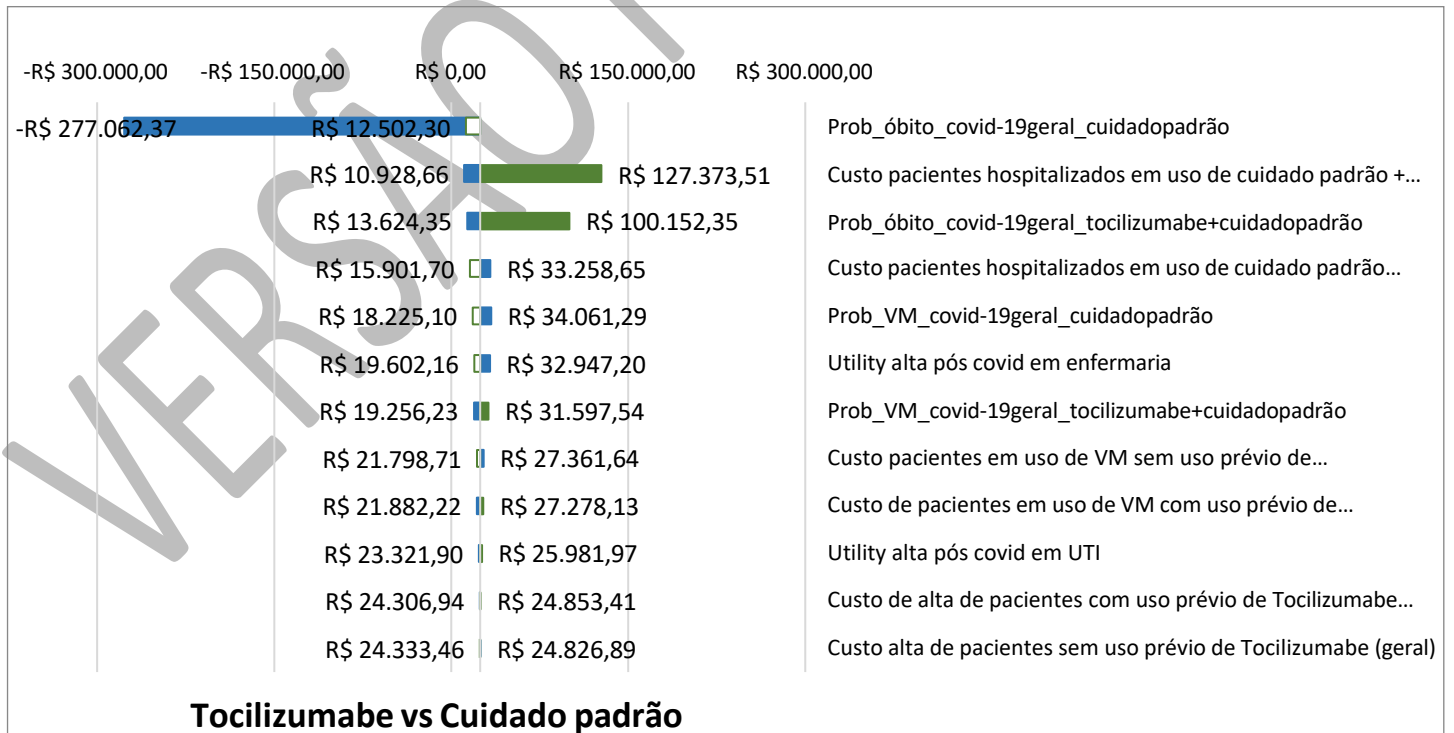 -R$ 300.000,00 -R$ 150.000,00 R$ 0,00 R$ 150.000,00 R$ 300.000,00
-R$ 277.062,37 R$ 12.502,30 Prob_óbito_covid-19geral_cuidadopadrão
R$ 10.928,66 R$ 127.373,51 Custo pacientes hospitalizados em uso de cuidado padrão +...
R$ 13.624,35 R$ 100.152,35 Prob_óbito_covid-19geral_tocilizumabe+cuidadopadrão
R$ 15.901,70 R$ 33.258,65 Custo pacientes hospitalizados em uso de cuidado padrão...
R$ 18.225,10 R$ 34.061,29 Prob_VM_covid-19geral_cuidadopadrão
R$ 19.602,16 R$ 32.947,20 Utility alta pós covid em enfermaria
R$ 19.256,23 R$ 31.597,54 Prob_VM_covid-19geral_tocilizumabe+cuidadopadrão
R$ 21.798,71 R$ 27.361,64 Custo pacientes em uso de VM sem uso prévio de...
R$ 21.882,22 R$ 27.278,13 Custo de pacientes em uso de VM com uso prévio de...
R$ 23.321,90 R$ 25.981,97 Utility alta pós covid em UTI
R$ 24.306,94 R$ 24.853,41 Custo de alta de pacientes com uso prévio de Tocilizumabe...
R$ 24.333,46 R$ 24.826,89 Custo alta de pacientes sem uso prévio de Tocilizumabe (geral)
Tocilizumabe vs Cuidado padrão
VERSÃO